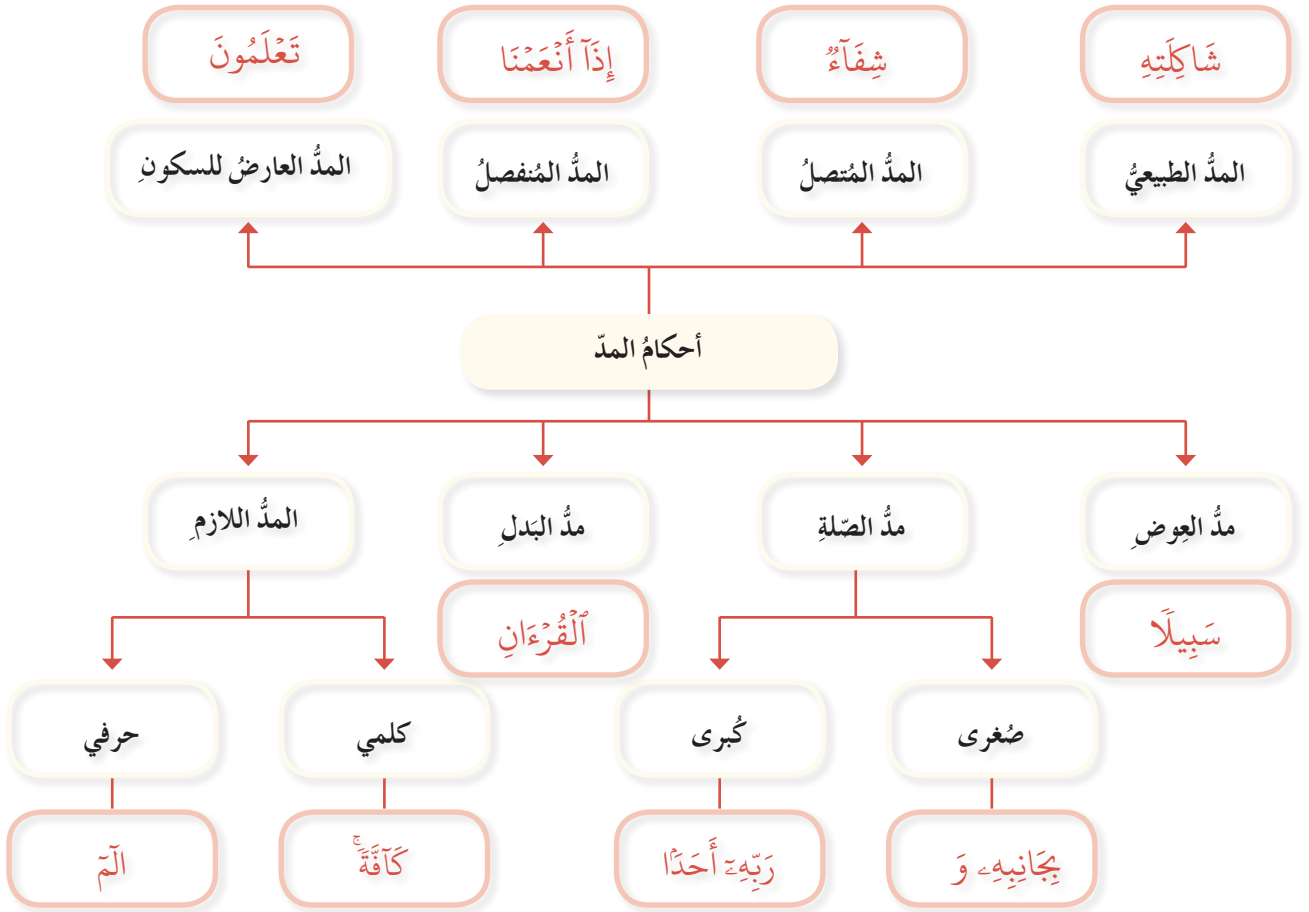 شَاكِلَتِهِ
شِفَآءٞ
إِذَآ أَنۡعَمۡنَا
تَعۡلَمُونَ
المدُّ الطبيعيُّ
المدُّ المُتصلُ
المدُّ المُنفصلُ
المدُّ العارضُ للسكونِ
أحكامُ المدّ
مدُّ العِوضِ
مدُّ الصّلةِ
مدُّ البَدلِ
المدُّ اللازمِ
سَبِيلٗا
ٱلۡقُرۡءَانِ
صُغرى
كُبرى
كلمي
حرفي
بِجَانِبِهِۦ وَ
رَبِّهِۦٓ أَحَدَۢا
كَآفَّةٗۚ
الٓمٓ